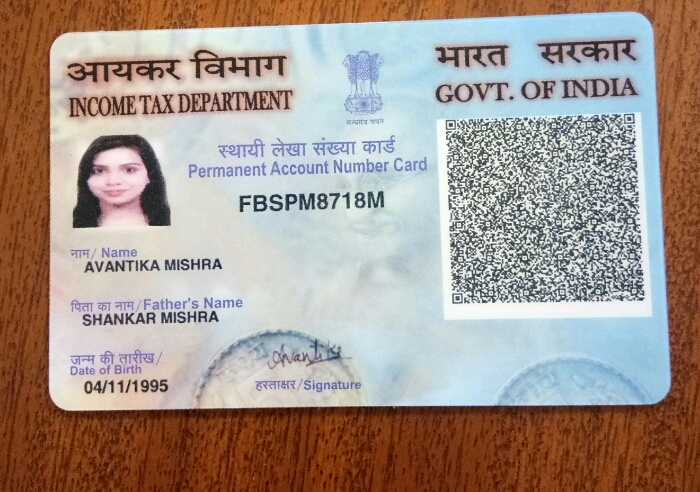 आयकर विभाग
INCOME TAX DEPARTMENT
सत्यमेव जयते
भारत सरकार
GOVT. OF INDIA
स्थायी लेखा संख्या कार्ड
Permanent Account Number Card
FBSPM8718M
नाम/ Name
AVANTIKA MISHRA
पिता का नाम/Father's Name
SHANKAR MISHRA
जन्म की तारीख/
Date of Birth
04/11/1995
Avantika
हस्ताक्षर/Signature